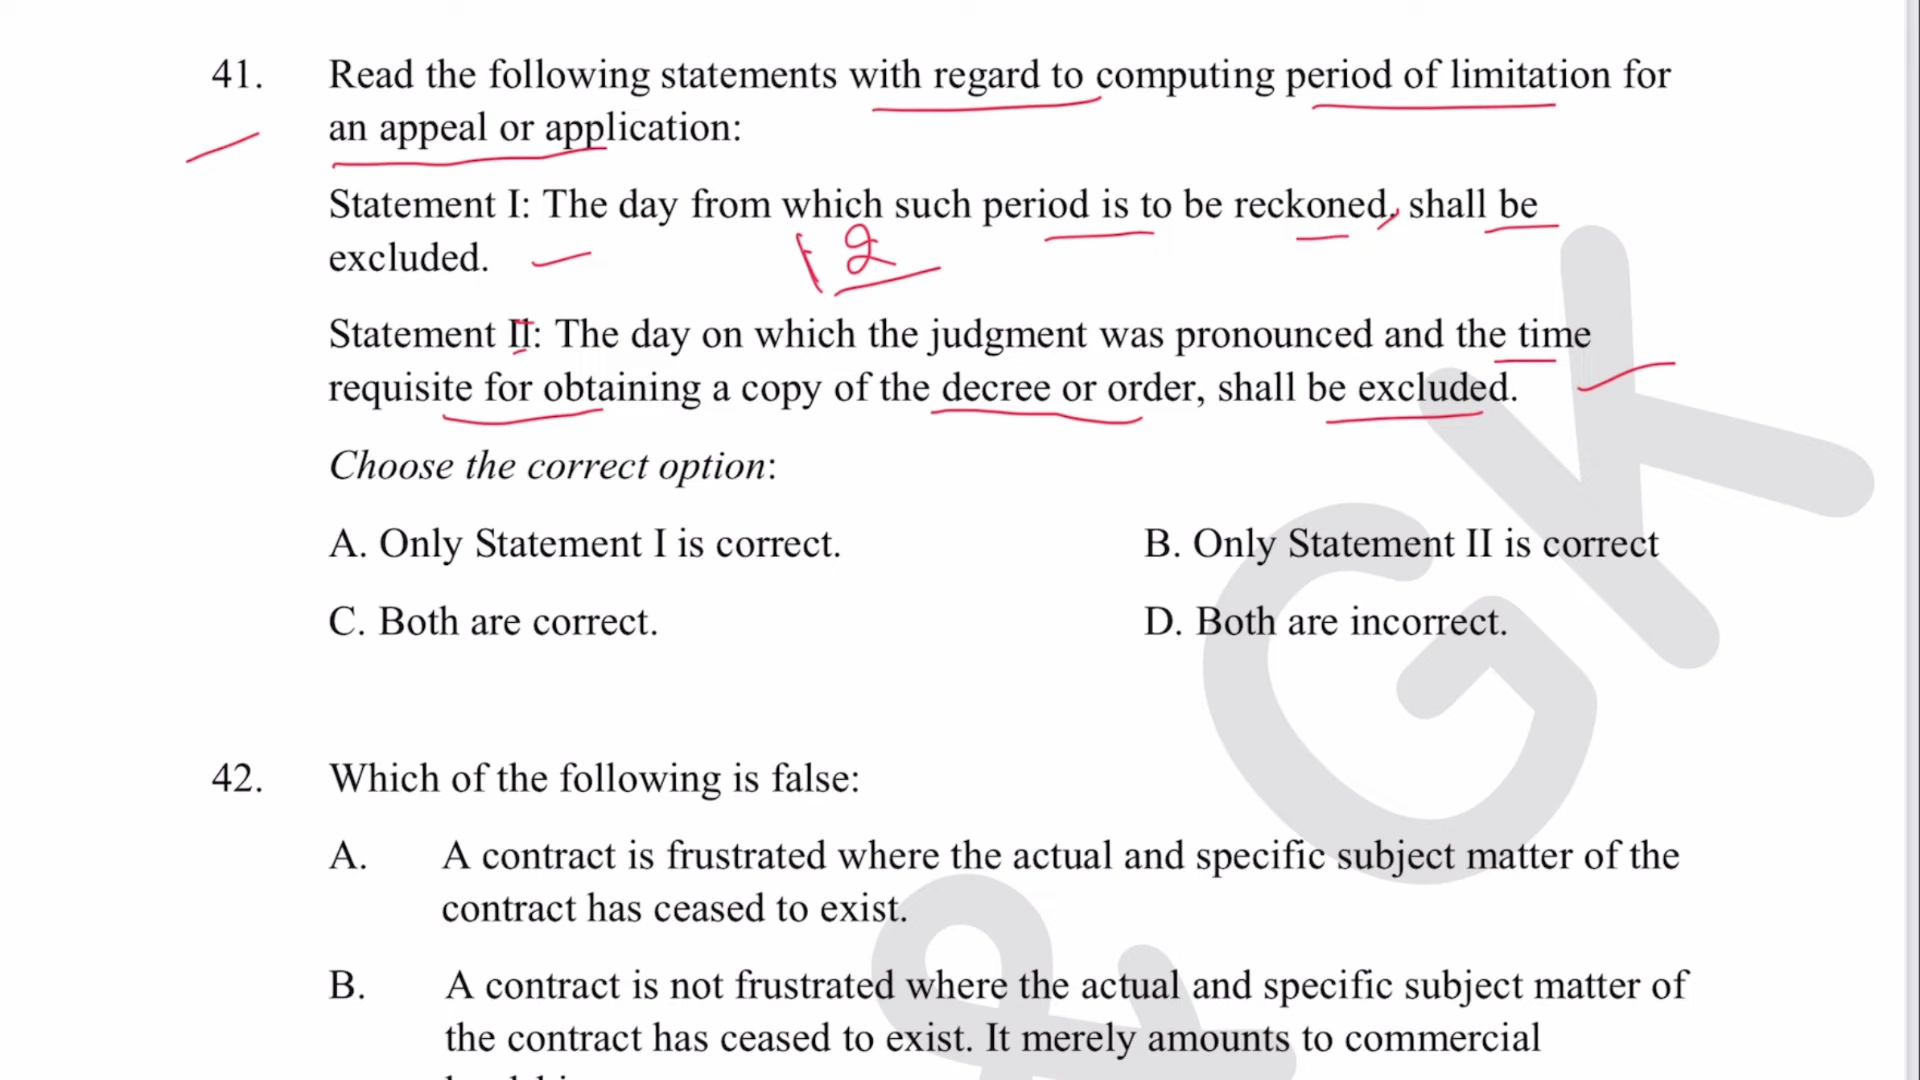 41. Read the following statements with regard to computing period of limitation for
an appeal or application:
Statement I: The day from which such period is to be reckoned, shall be
excluded.
12
Statement II: The day on which the judgment was pronounced and the time
requisite for obtaining a copy of the decree or order, shall be excluded.
Choose the correct option:
A. Only Statement I is correct. B. Only Statement II is correct
C. Both are correct. D. Both are incorrect.
42. Which of the following is false:
A. A contract is frustrated where the actual and specific subject matter of the
contract has ceased to exist.
B. A contract is not frustrated where the actual and specific subject matter of
the contract has ceased to exist. It merely amounts to commercial
& GK